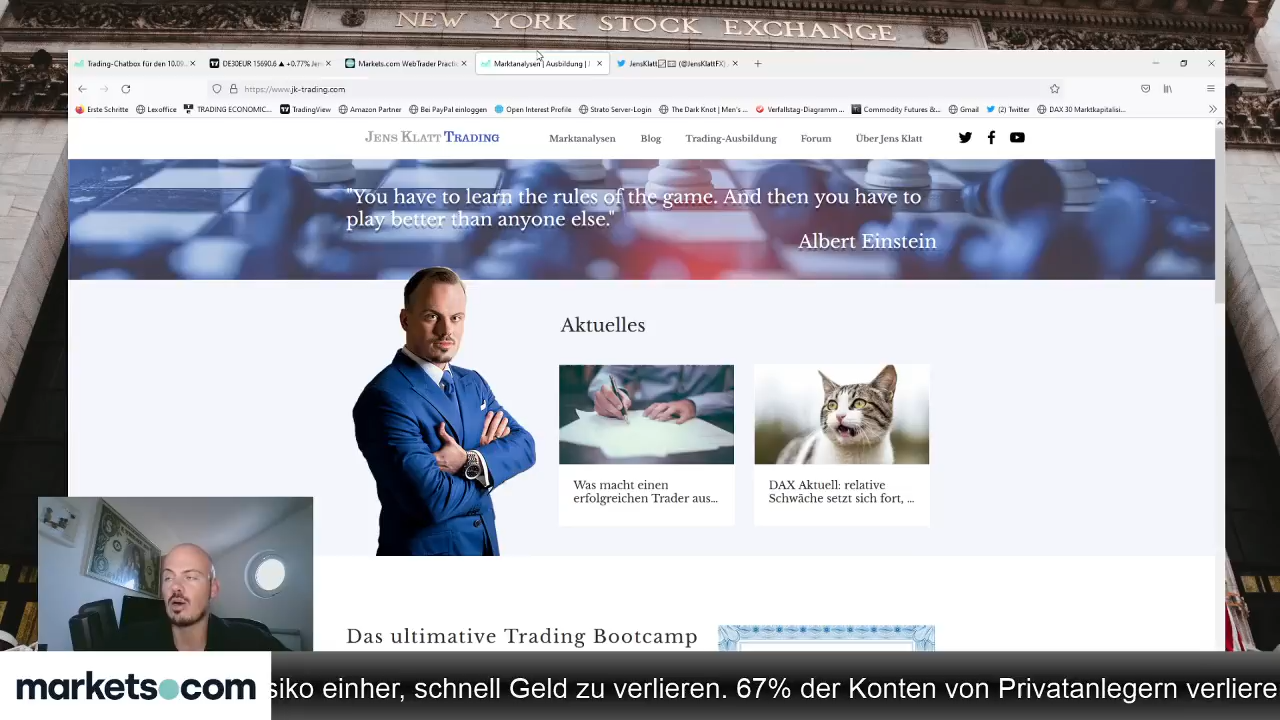 NEW YORK STOCK EXCHANGE
Trading-Chatbox für den 10.09.
DE30EUR 15690.6 ▲ +0.77% Jen
Markets.com WebTrader Practic
Marktanalysen | Ausbildung |
JensKlatt (@JensKlattFX)
https://www.jk-trading.com
Erste Schritte
Lexoffice
TRADING ECONOMIC...
TradingView
Amazon Partner
Bei PayPal einloggen
Open Interest Profile
Strato Server-Login
The Dark Knot | Men's ...
Verfallstag-Diagramm ...
Commodity Futures &...
Gmail
(2) Twitter
DAX 30 Marktkapitalisi...
JENS KLATT TRADING
Marktanalysen
Blog
Trading-Ausbildung
Forum
Über Jens Klatt
"You have to learn the rules of the game. And then you have to
play better than anyone else."
Albert Einstein
Aktuelles
Was macht einen
erfolgreichen Trader aus...
DAX Aktuell: relative
Schwäche setzt sich fort, ...
Das ultimative Trading Bootcamp
markets.com
siko einher, schnell Geld zu verlieren. 67% der Konten von Privatanlegern verliere